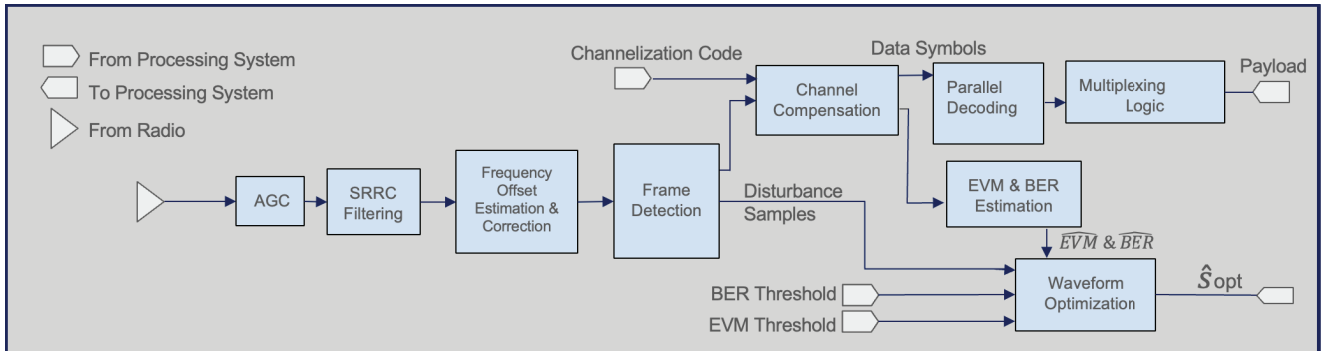 From Processing System
To Processing System
From Radio
Channelization Code
Data Symbols
Payload
Channel
Compensation
Parallel
Decoding
Multiplexing
Logic
AGC
SRRC
Filtering
Frequency
Offset
Estimation &
Correction
Frame
Detection
Disturbance
Samples
EVM & BER
Estimation
\widehat{EVM} & \widehat{BER}
BER Threshold
EVM Threshold
Waveform
Optimization
Ŝopt